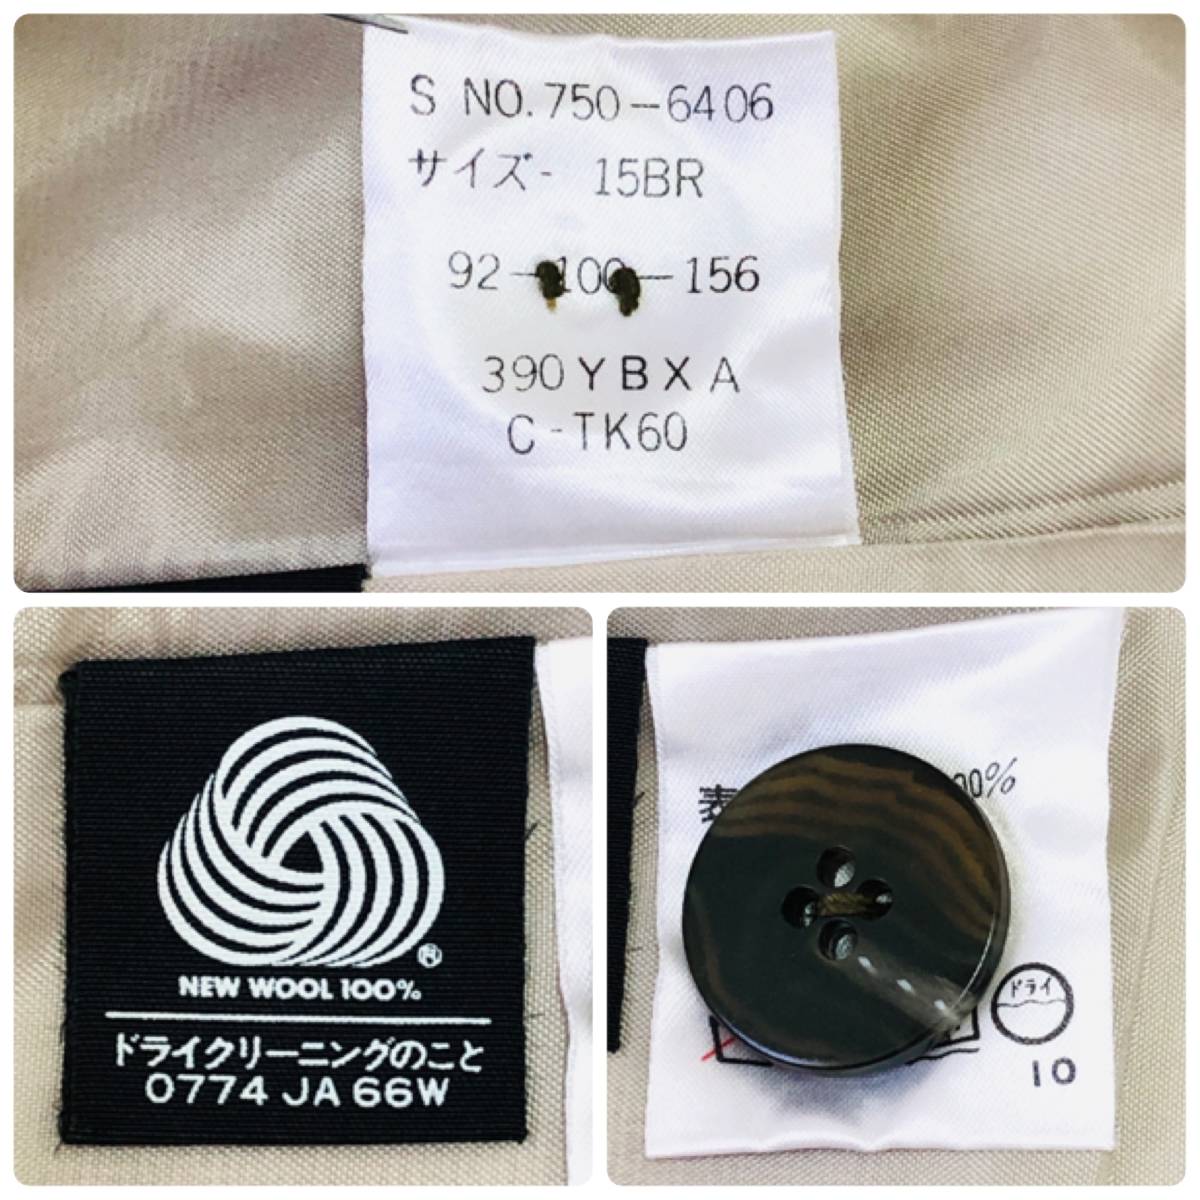 S NO. 750-6406
サイズ- 15BR
92-100-156
390YBXA
C-TK60
NEW WOOL 100%
ドライクリーニングのこと
0774 JA 66W
表 00%
ドライ
10